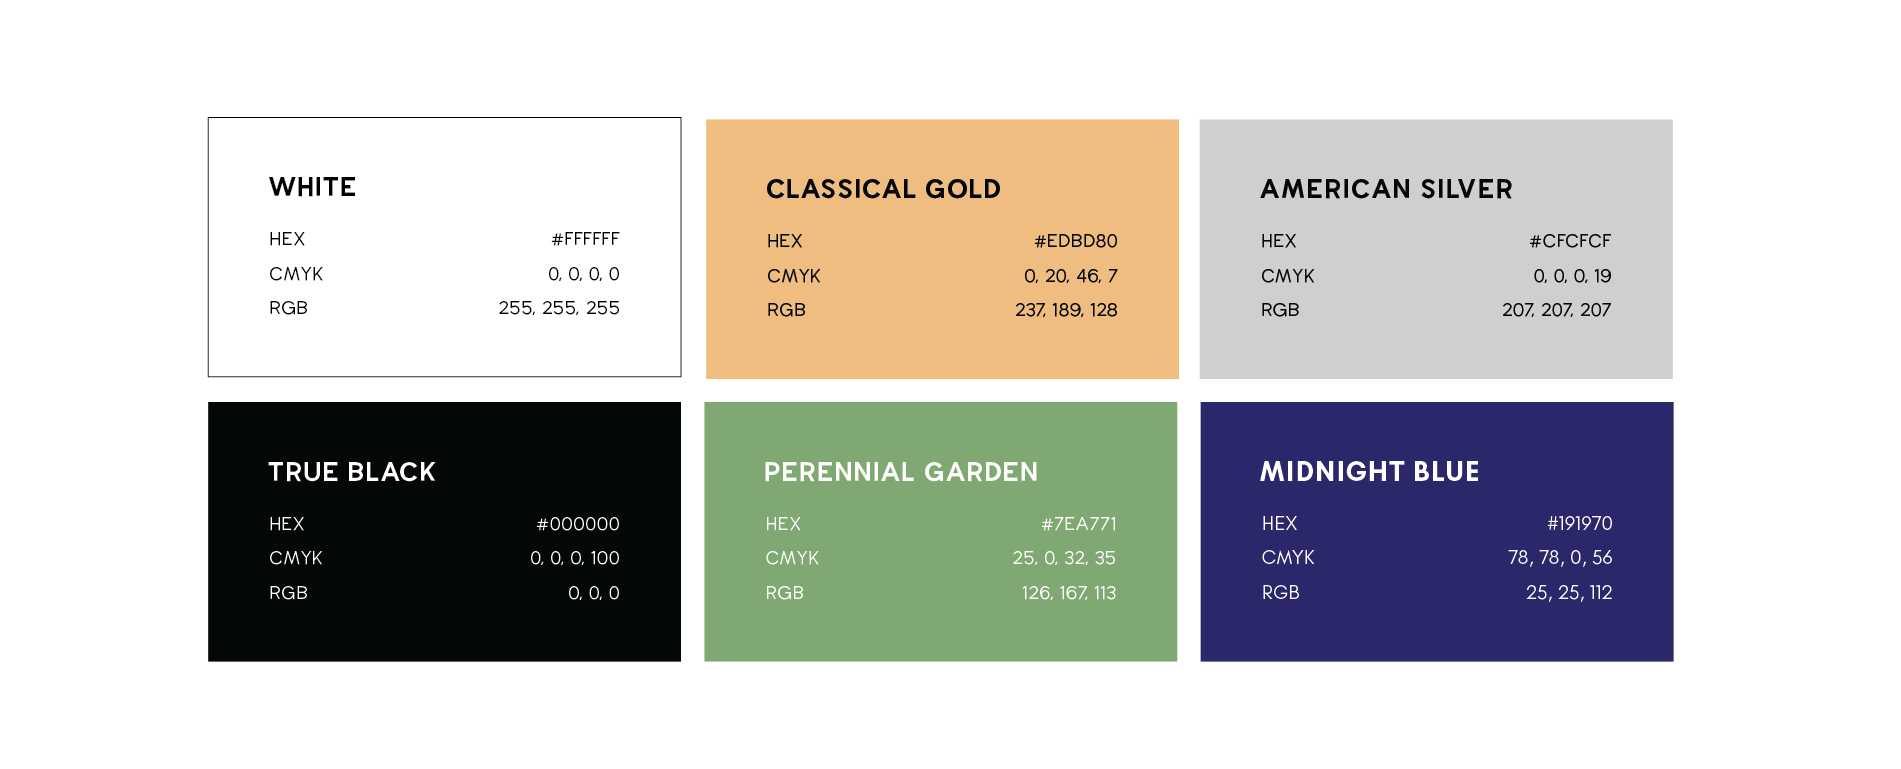 WHITE
HEX #FFFFFF
CMYK 0, 0, 0, 0
RGB 255, 255, 255
CLASSICAL GOLD
HEX #EDBD80
CMYK 0, 20, 46, 7
RGB 237, 189, 128
AMERICAN SILVER
HEX #CFCFCF
CMYK 0, 0, 0, 19
RGB 207, 207, 207
TRUE BLACK
HEX #000000
CMYK 0, 0, 0, 100
RGB 0, 0, 0
PERENNIAL GARDEN
HEX #7EA771
CMYK 25, 0, 32, 35
RGB 126, 167, 113
MIDNIGHT BLUE
HEX #191970
CMYK 78, 78, 0, 56
RGB 25, 25, 112